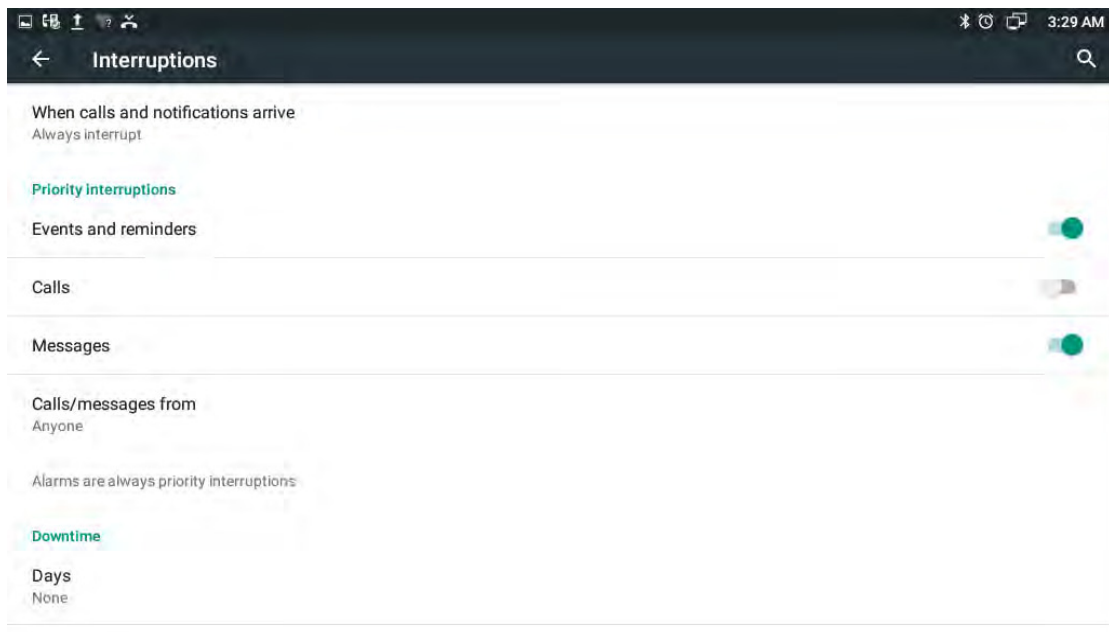 3:29 AM
Interruptions
When calls and notifications arrive
Always interrupt
Priority interruptions
Events and reminders
Calls
Messages
Calls/messages from
Anyone
Alarms are always priority interruptions
Downtime
Days
None